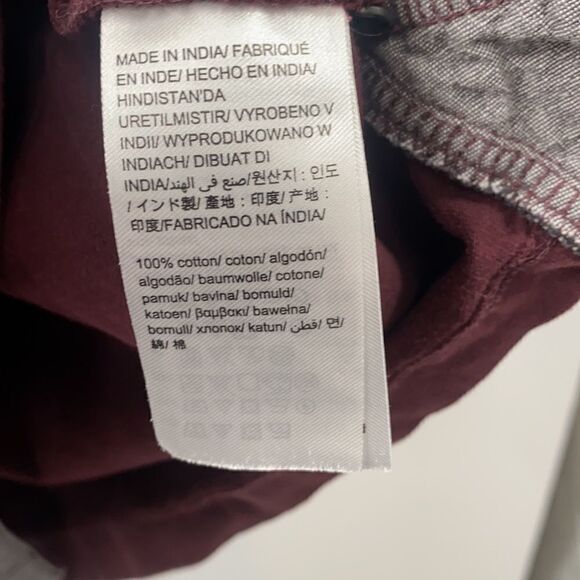 MADE IN INDIA/ FABRIQUÉ
EN INDE/ HECHO EN INDIA/
HINDISTAN'DA
URETILMISTIR/ VYROBENO V
INDII/ WYPRODUKOWANO W
INDIACH/ DIBUAT DI
INDIA/صنع في الهند/원산지 : 인도
/ インド製/ 產地 : 印度/ 产地 :
印度/FABRICADO NA ÍNDIA/
100% cotton/ coton/ algodón/
algodão/ baumwolle/ cotone/
pamuk/ bavlna/ bomuld/
katoen/ βαμβακι/ bawełna/
bomull/ хлопок/ katun/ قطن/ 면/
綿/ 棉